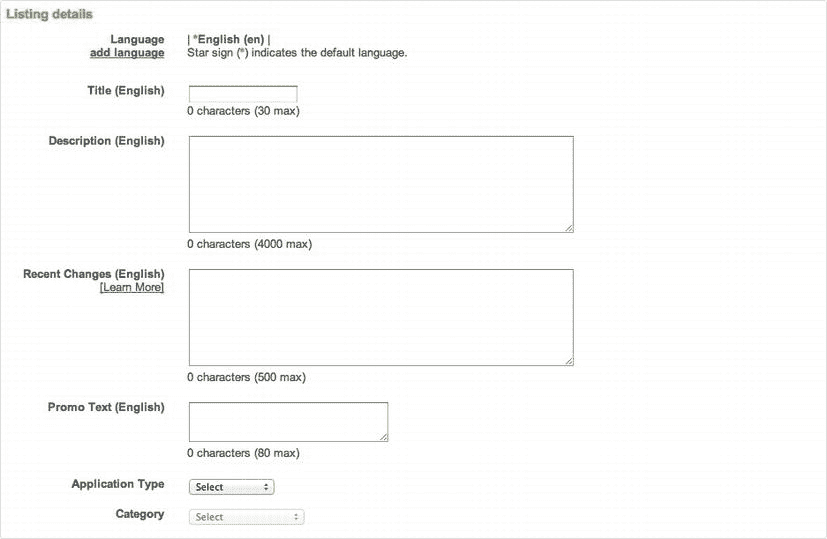 Listing details
Language | *English (en) |
add language Star sign (*) indicates the default language.
Title (English)
0 characters (30 max)
Description (English)
0 characters (4000 max)
Recent Changes (English)
[Learn More]
0 characters (500 max)
Promo Text (English)
0 characters (80 max)
Application Type Select
Category Select